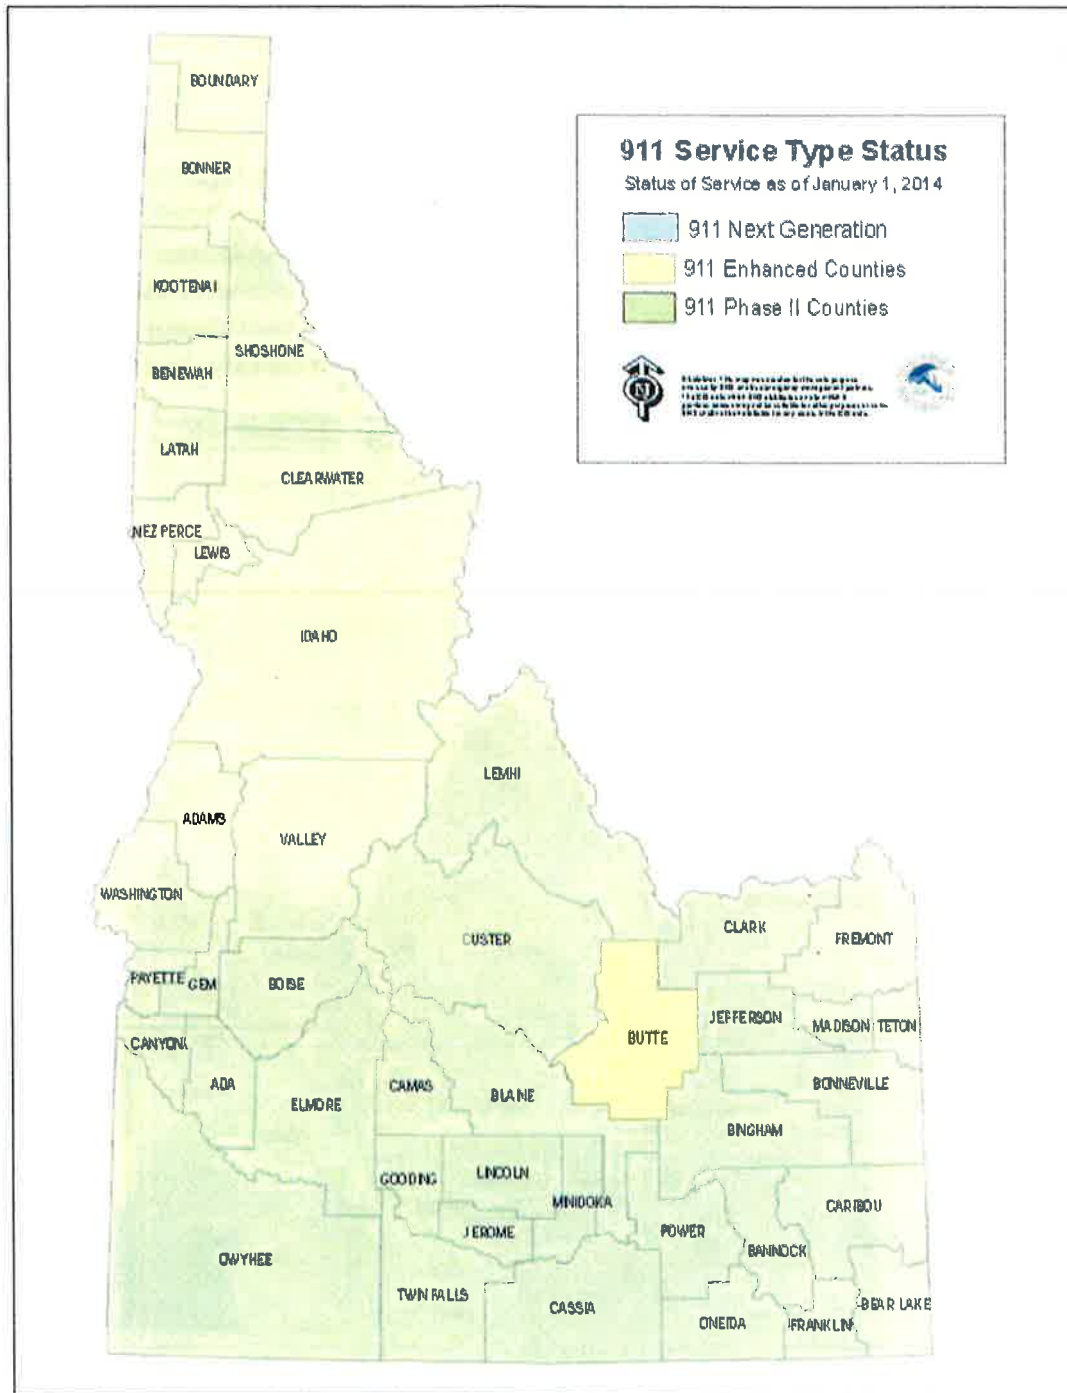 BOUNDARY
BONNER
911 Service Type Status
Status of Service as of January 1, 2014
911 Next Generation
911 Enhanced Counties
911 Phase II Counties
N
KOOTENAI
SHOSHONE
BENEWAH
LATAH
CLEARWATER
NEZ PERCE
LEWIS
IDAHO
LEMHI
ADAMS
VALLEY
WASHINGTON
CUSTER
CLARK
FREMONT
PAYETTE
GEM
BOISE
JEFFERSON
MADISON
TETON
CANYON
BUTTE
ADA
CAMAS
BLAINE
BONNEVILLE
ELMORE
BINGHAM
GOODING
LINCOLN
MINIDOKA
CARIBOU
JEROME
POWER
BANNOCK
OWYHEE
TWIN FALLS
CASSIA
ONEIDA
FRANKLIN
BEAR LAKE